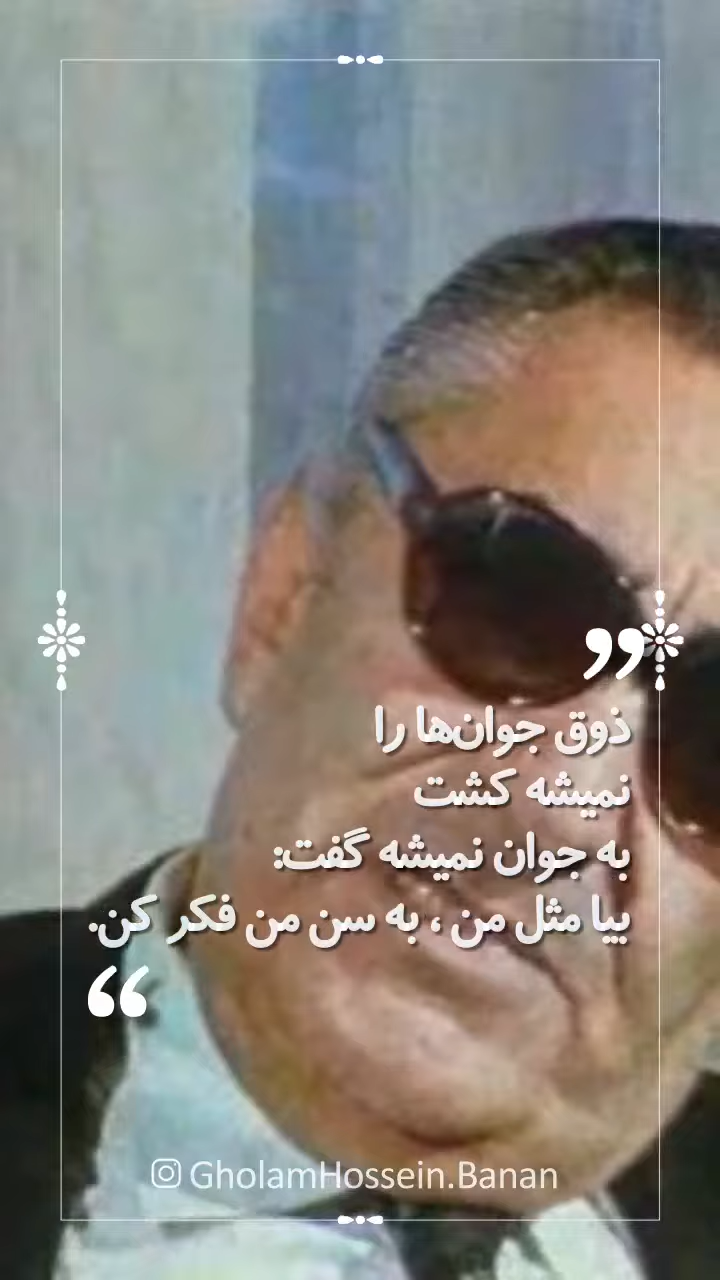 ”
ذوق جوان‌ها را
نمیشه کشت
به جوان نمیشه گفت:
بیا مثل من ، به سن من فکر کن.
“
GholamHossein.Banan